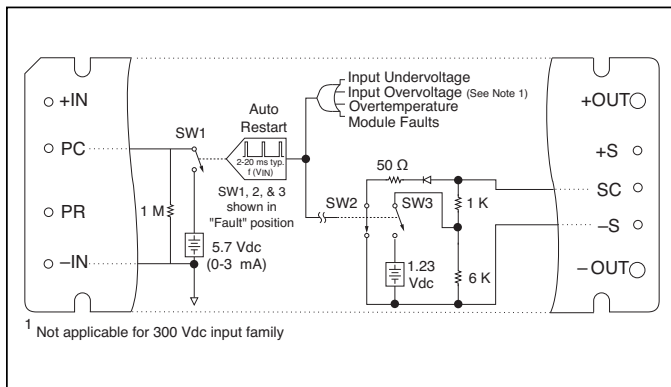 +IN
PC
PR
–IN
1 M
SW1
5.7 Vdc
(0-3 mA)
Auto
Restart
2-20 ms typ.
f (VIN)
SW1, 2, & 3
shown in
"Fault" position
Input Undervoltage
Input Overvoltage (See Note 1)
Overtemperature
Module Faults
50 Ω
SW2
SW3
1 K
1.23
Vdc
6 K
+OUT
+S
SC
–S
–OUT
1 Not applicable for 300 Vdc input family